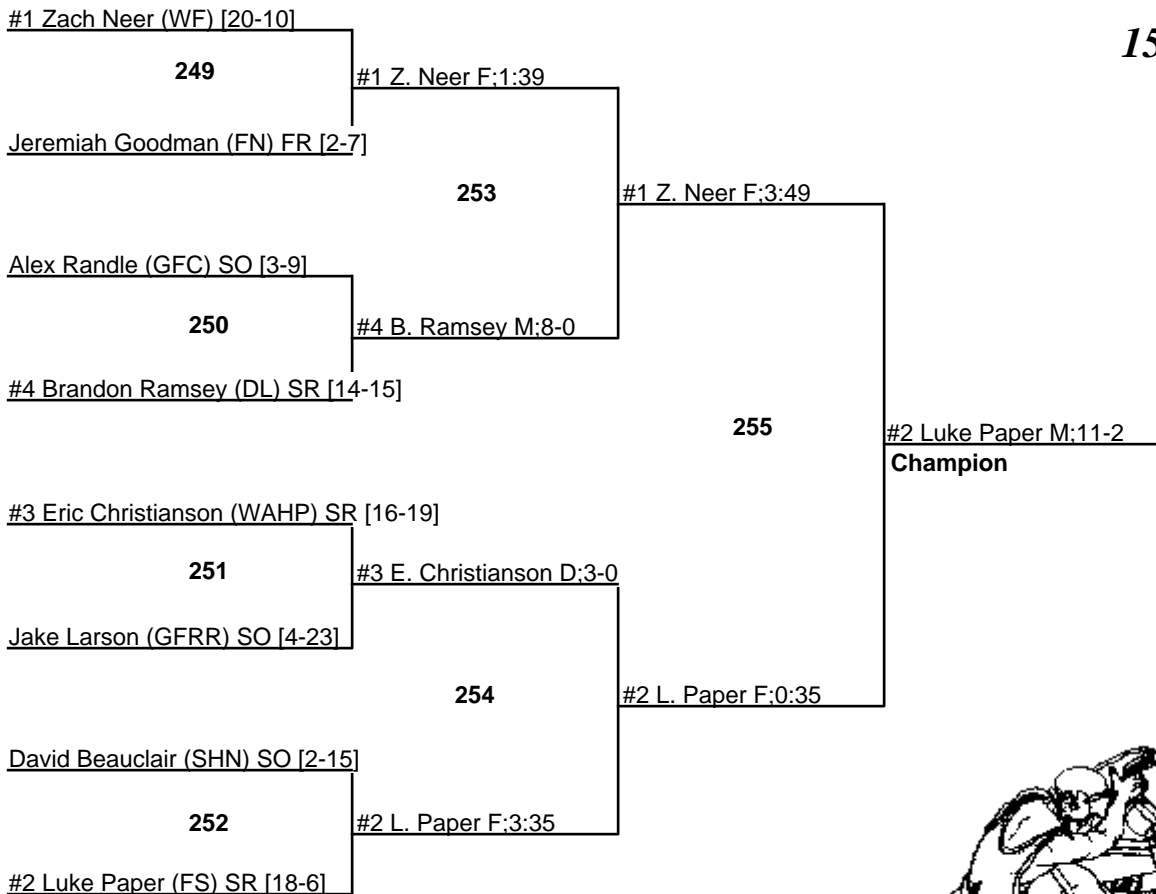 #1 Zach Neer (WF) [20-10]
15
249
#1 Z. Neer F;1:39
Jeremiah Goodman (FN) FR [2-7]
253
#1 Z. Neer F;3:49
Alex Randle (GFC) SO [3-9]
250
#4 B. Ramsey M;8-0
#4 Brandon Ramsey (DL) SR [14-15]
255
#2 Luke Paper M;11-2
Champion
#3 Eric Christianson (WAHP) SR [16-19]
251
#3 E. Christianson D;3-0
Jake Larson (GFRR) SO [4-23]
254
#2 L. Paper F;0:35
David Beauclair (SHN) SO [2-15]
252
#2 L. Paper F;3:35
#2 Luke Paper (FS) SR [18-6]